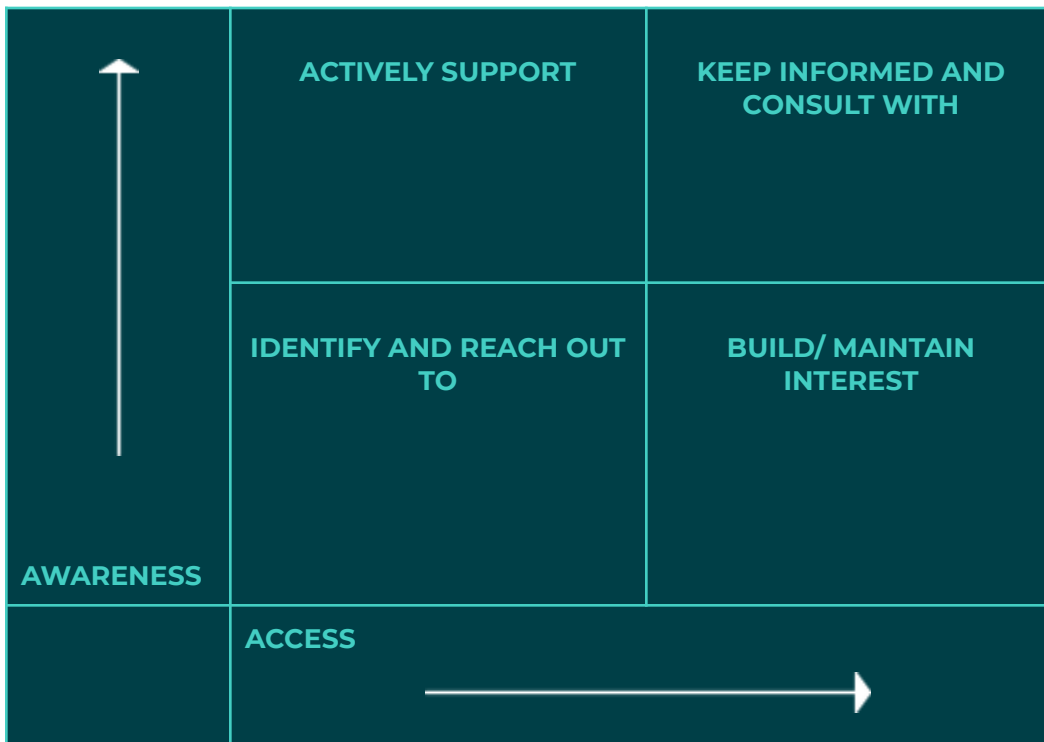 ACTIVELY SUPPORT
KEEP INFORMED AND
CONSULT WITH
IDENTIFY AND REACH OUT
TO
BUILD/ MAINTAIN
INTEREST
AWARENESS
ACCESS